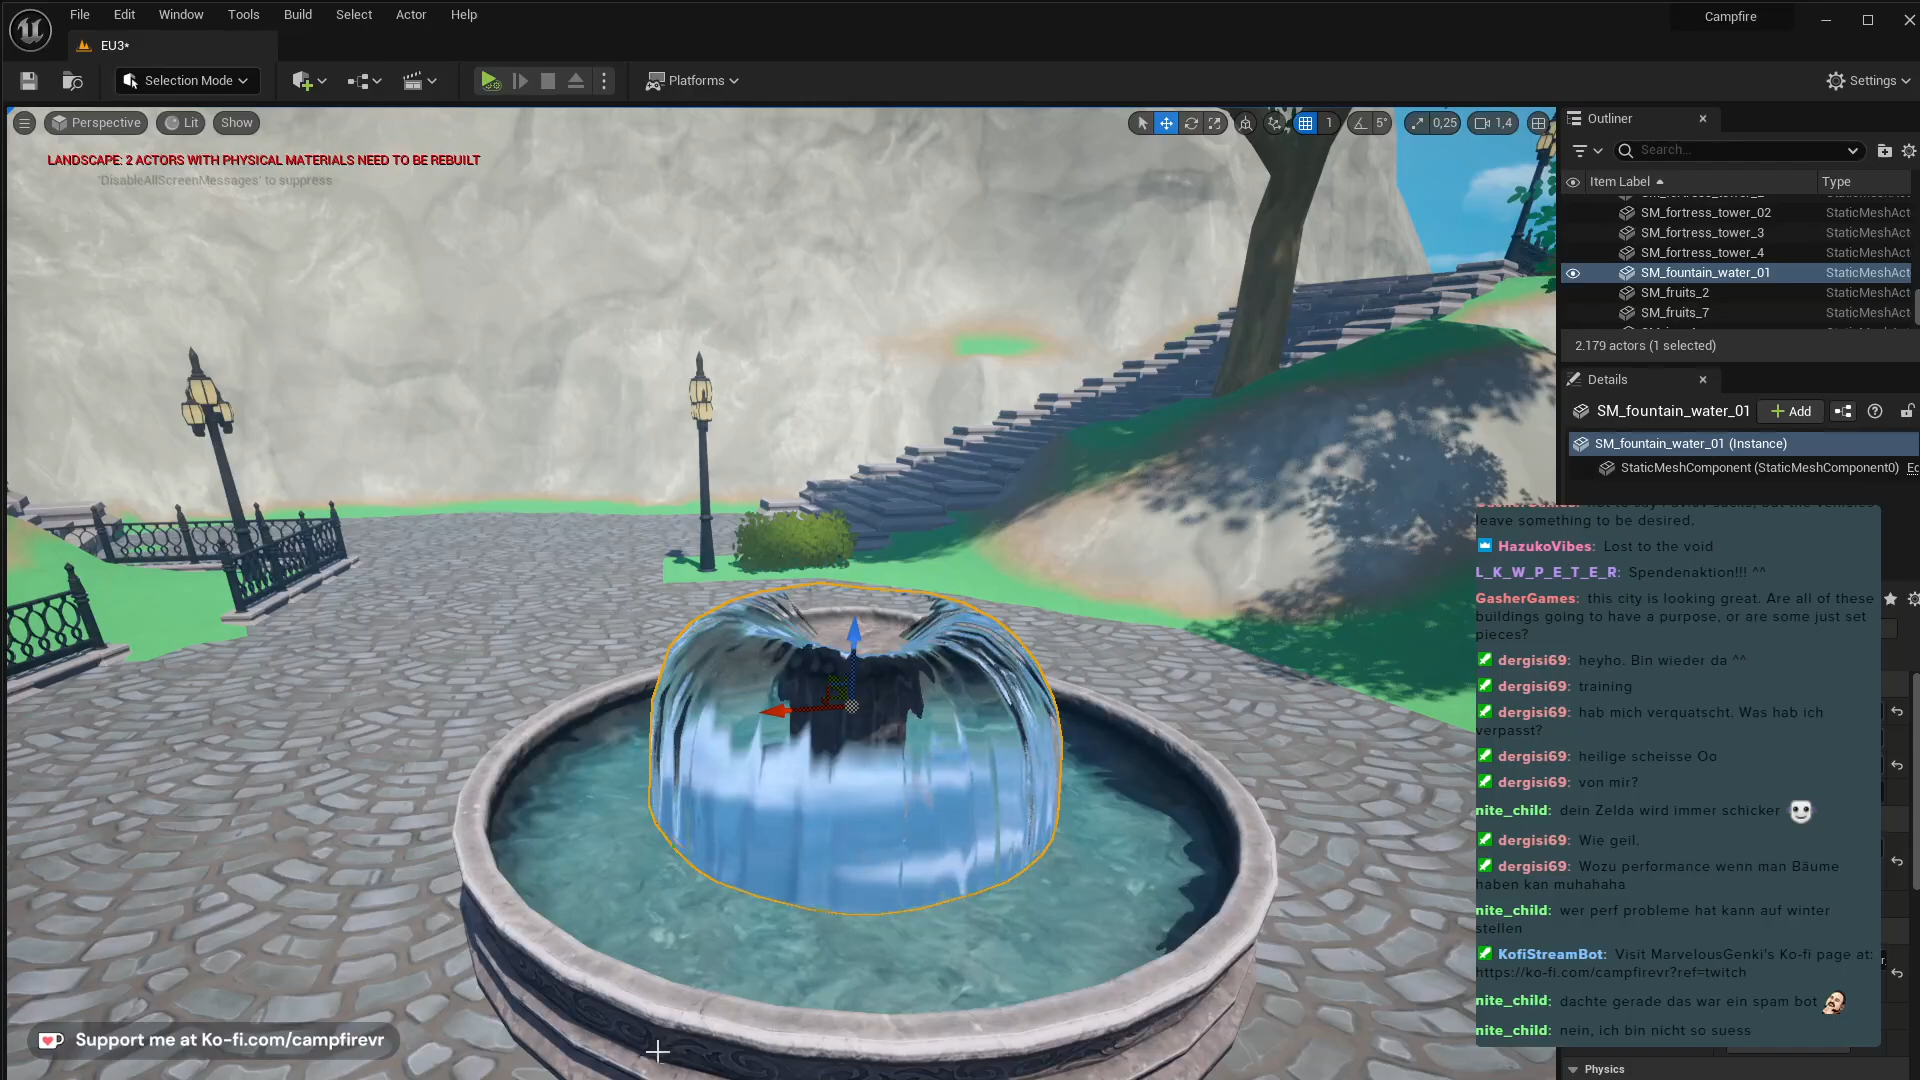 File Edit Window Tools Build Select Actor Help
Campfire
EU3*
Selection Mode
Platforms
Settings
Perspective Lit Show
1 5° 0,25 1,4
LANDSCAPE: 2 ACTORS WITH PHYSICAL MATERIALS NEED TO BE REBUILT
'DisableAllScreenMessages' to suppress
Outliner
Search...
Item Label Type
SM_fortress_tower_02 StaticMeshAct
SM_fortress_tower_3 StaticMeshAct
SM_fortress_tower_4 StaticMeshAct
SM_fountain_water_01 StaticMeshAct
SM_fruits_2 StaticMeshAct
SM_fruits_7 StaticMeshAct
2.179 actors (1 selected)
Details
SM_fountain_water_01 Add
SM_fountain_water_01 (Instance)
StaticMeshComponent (StaticMeshComponent0) Ec
leave something to be desired.
HazukoVibes: Lost to the void
L_K_W_P_E_T_E_R: Spendenaktion!!! ^^
GasherGames: this city is looking great. Are all of these
buildings going to have a purpose, or are some just set
pieces?
dergisi69: heyho. Bin wieder da ^^
dergisi69: training
dergisi69: hab mich verquatscht. Was hab ich
verpasst?
dergisi69: heilige scheisse Oo
dergisi69: von mir?
nite_child: dein Zelda wird immer schicker
dergisi69: Wie geil.
dergisi69: Wozu performance wenn man Bäume
haben kan muhahaha
nite_child: wer perf probleme hat kann auf winter
stellen
KofiStreamBot: Visit MarvelousGenki's Ko-fi page at:
https://ko-fi.com/campfirevr?ref=twitch
nite_child: dachte gerade das war ein spam bot
nite_child: nein, ich bin nicht so suess
Support me at Ko-fi.com/campfirevr
Physics